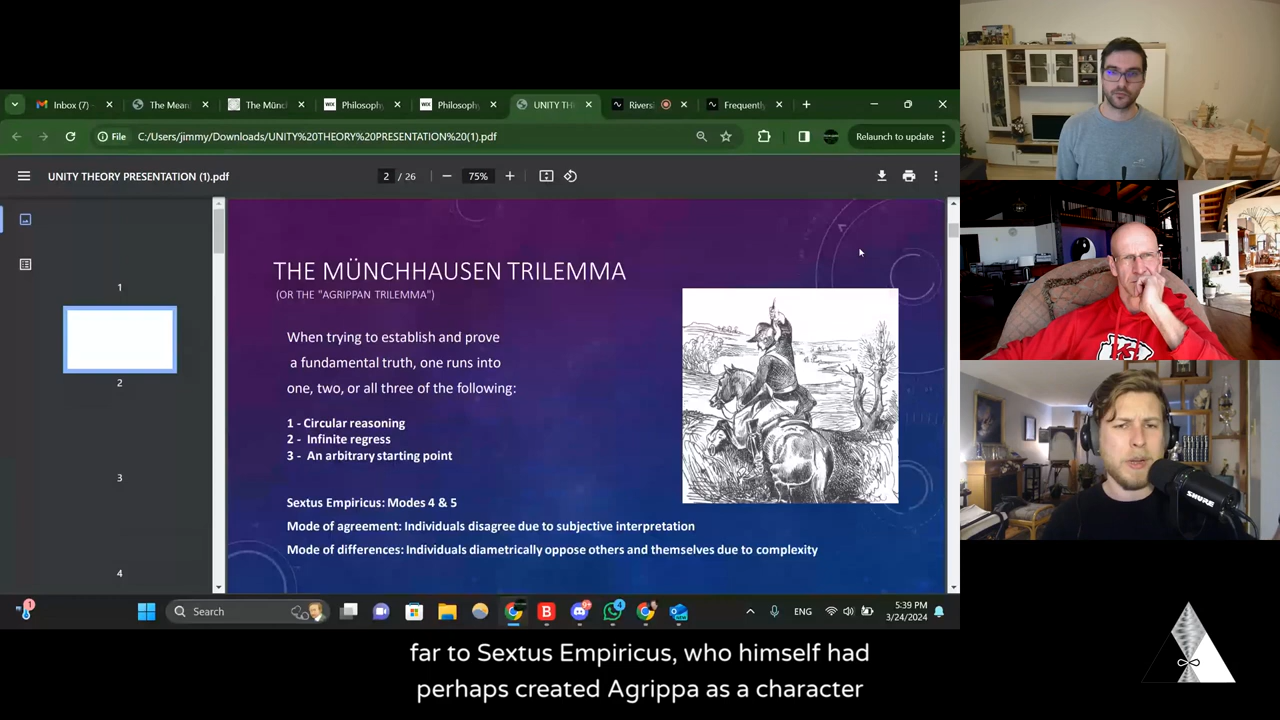 Inbox (7)
The Mean
The Münc
WIX
Philosophy
WIX
Philosoph
UNITY TH
Rivers
Frequently
File
C:/Users/jimmy/Downloads/UNITY%20THEORY%20PRESENTATION%20(1).pdf
Relaunch to update
UNITY THEORY PRESENTATION (1).pdf
2 / 26
75%
1
2
3
4
THE MÜNCHHAUSEN TRILEMMA
(OR THE "AGRIPPAN TRILEMMA")
When trying to establish and prove
a fundamental truth, one runs into
one, two, or all three of the following:
1 - Circular reasoning
2 - Infinite regress
3 - An arbitrary starting point
Sextus Empiricus: Modes 4 & 5
Mode of agreement: Individuals disagree due to subjective interpretation
Mode of differences: Individuals diametrically oppose others and themselves due to complexity
SHURE
1
Search
B
4
ENG
5:39 PM
3/24/2024
far to Sextus Empiricus, who himself had
perhaps created Agrippa as a character